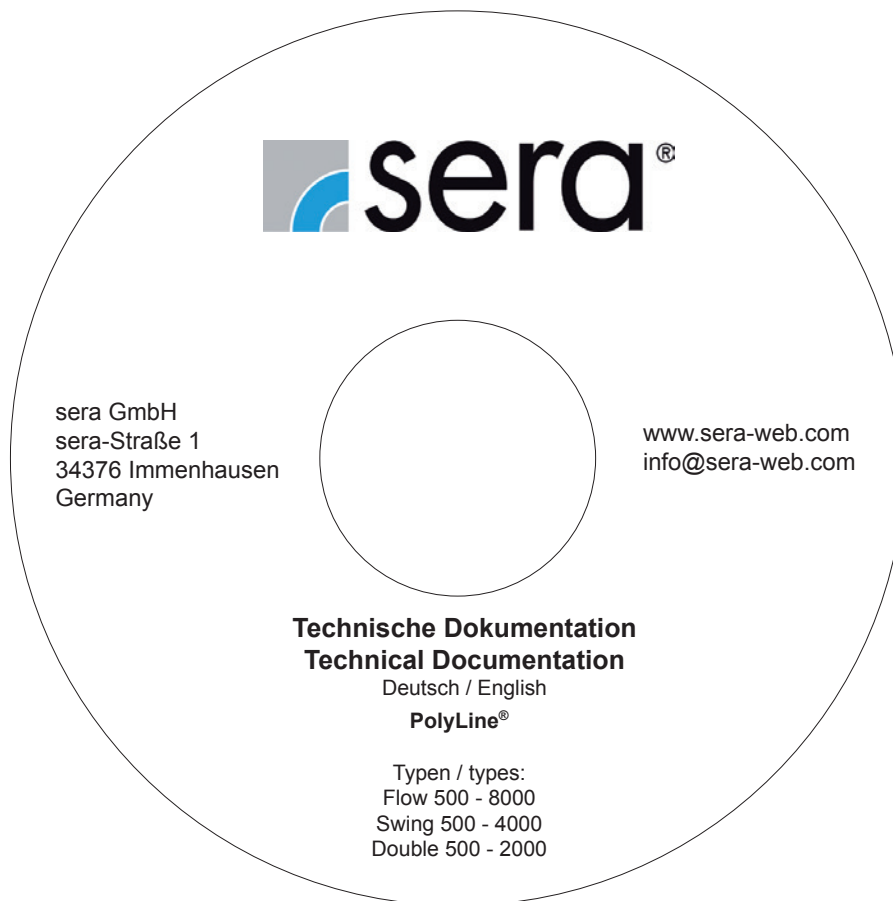 sera®
sera GmbH
sera-Straße 1
34376 Immenhausen
Germany
www.sera-web.com
info@sera-web.com
Technische Dokumentation
Technical Documentation
Deutsch / English
PolyLine®
Typen / types:
Flow 500 - 8000
Swing 500 - 4000
Double 500 - 2000